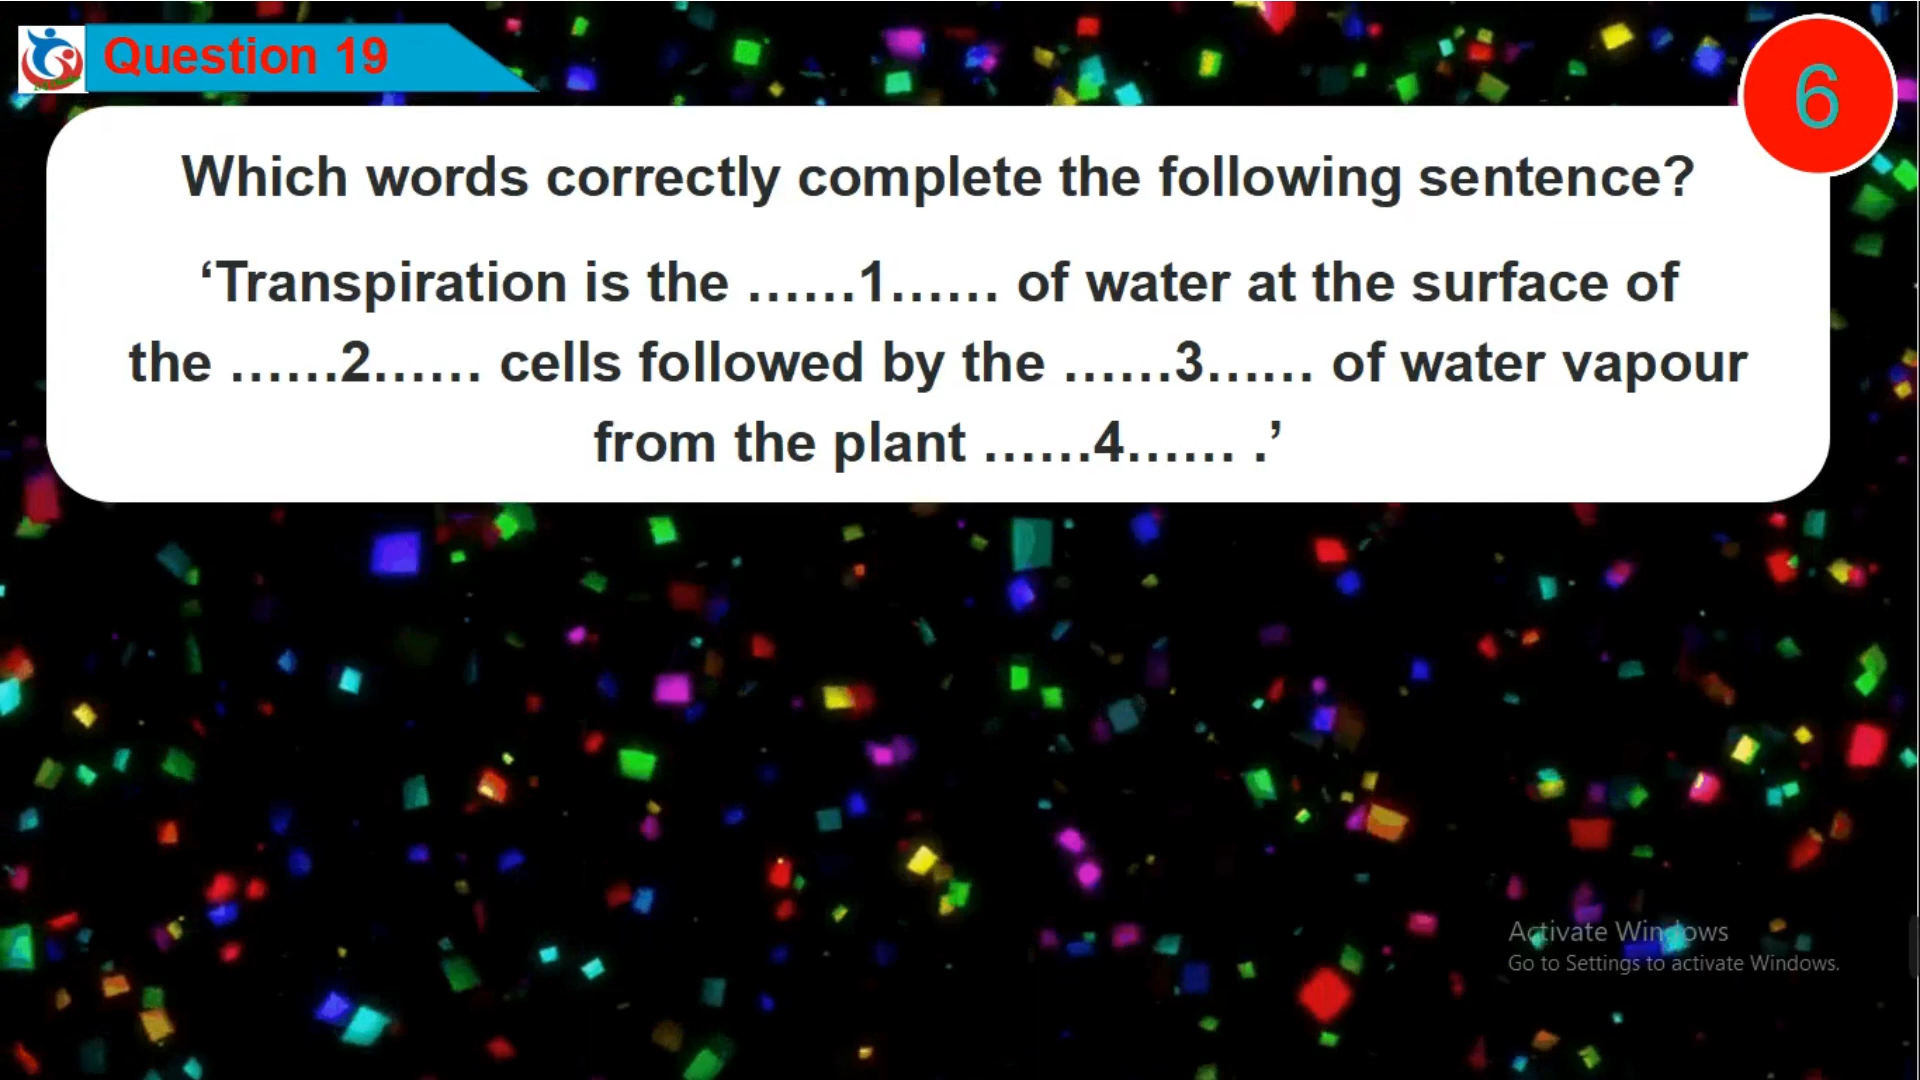 Question 19
6
Which words correctly complete the following sentence?
‘Transpiration is the ......1...... of water at the surface of
the ......2...... cells followed by the ......3...... of water vapour
from the plant ......4...... .’
Activate Windows
Go to Settings to activate Windows.